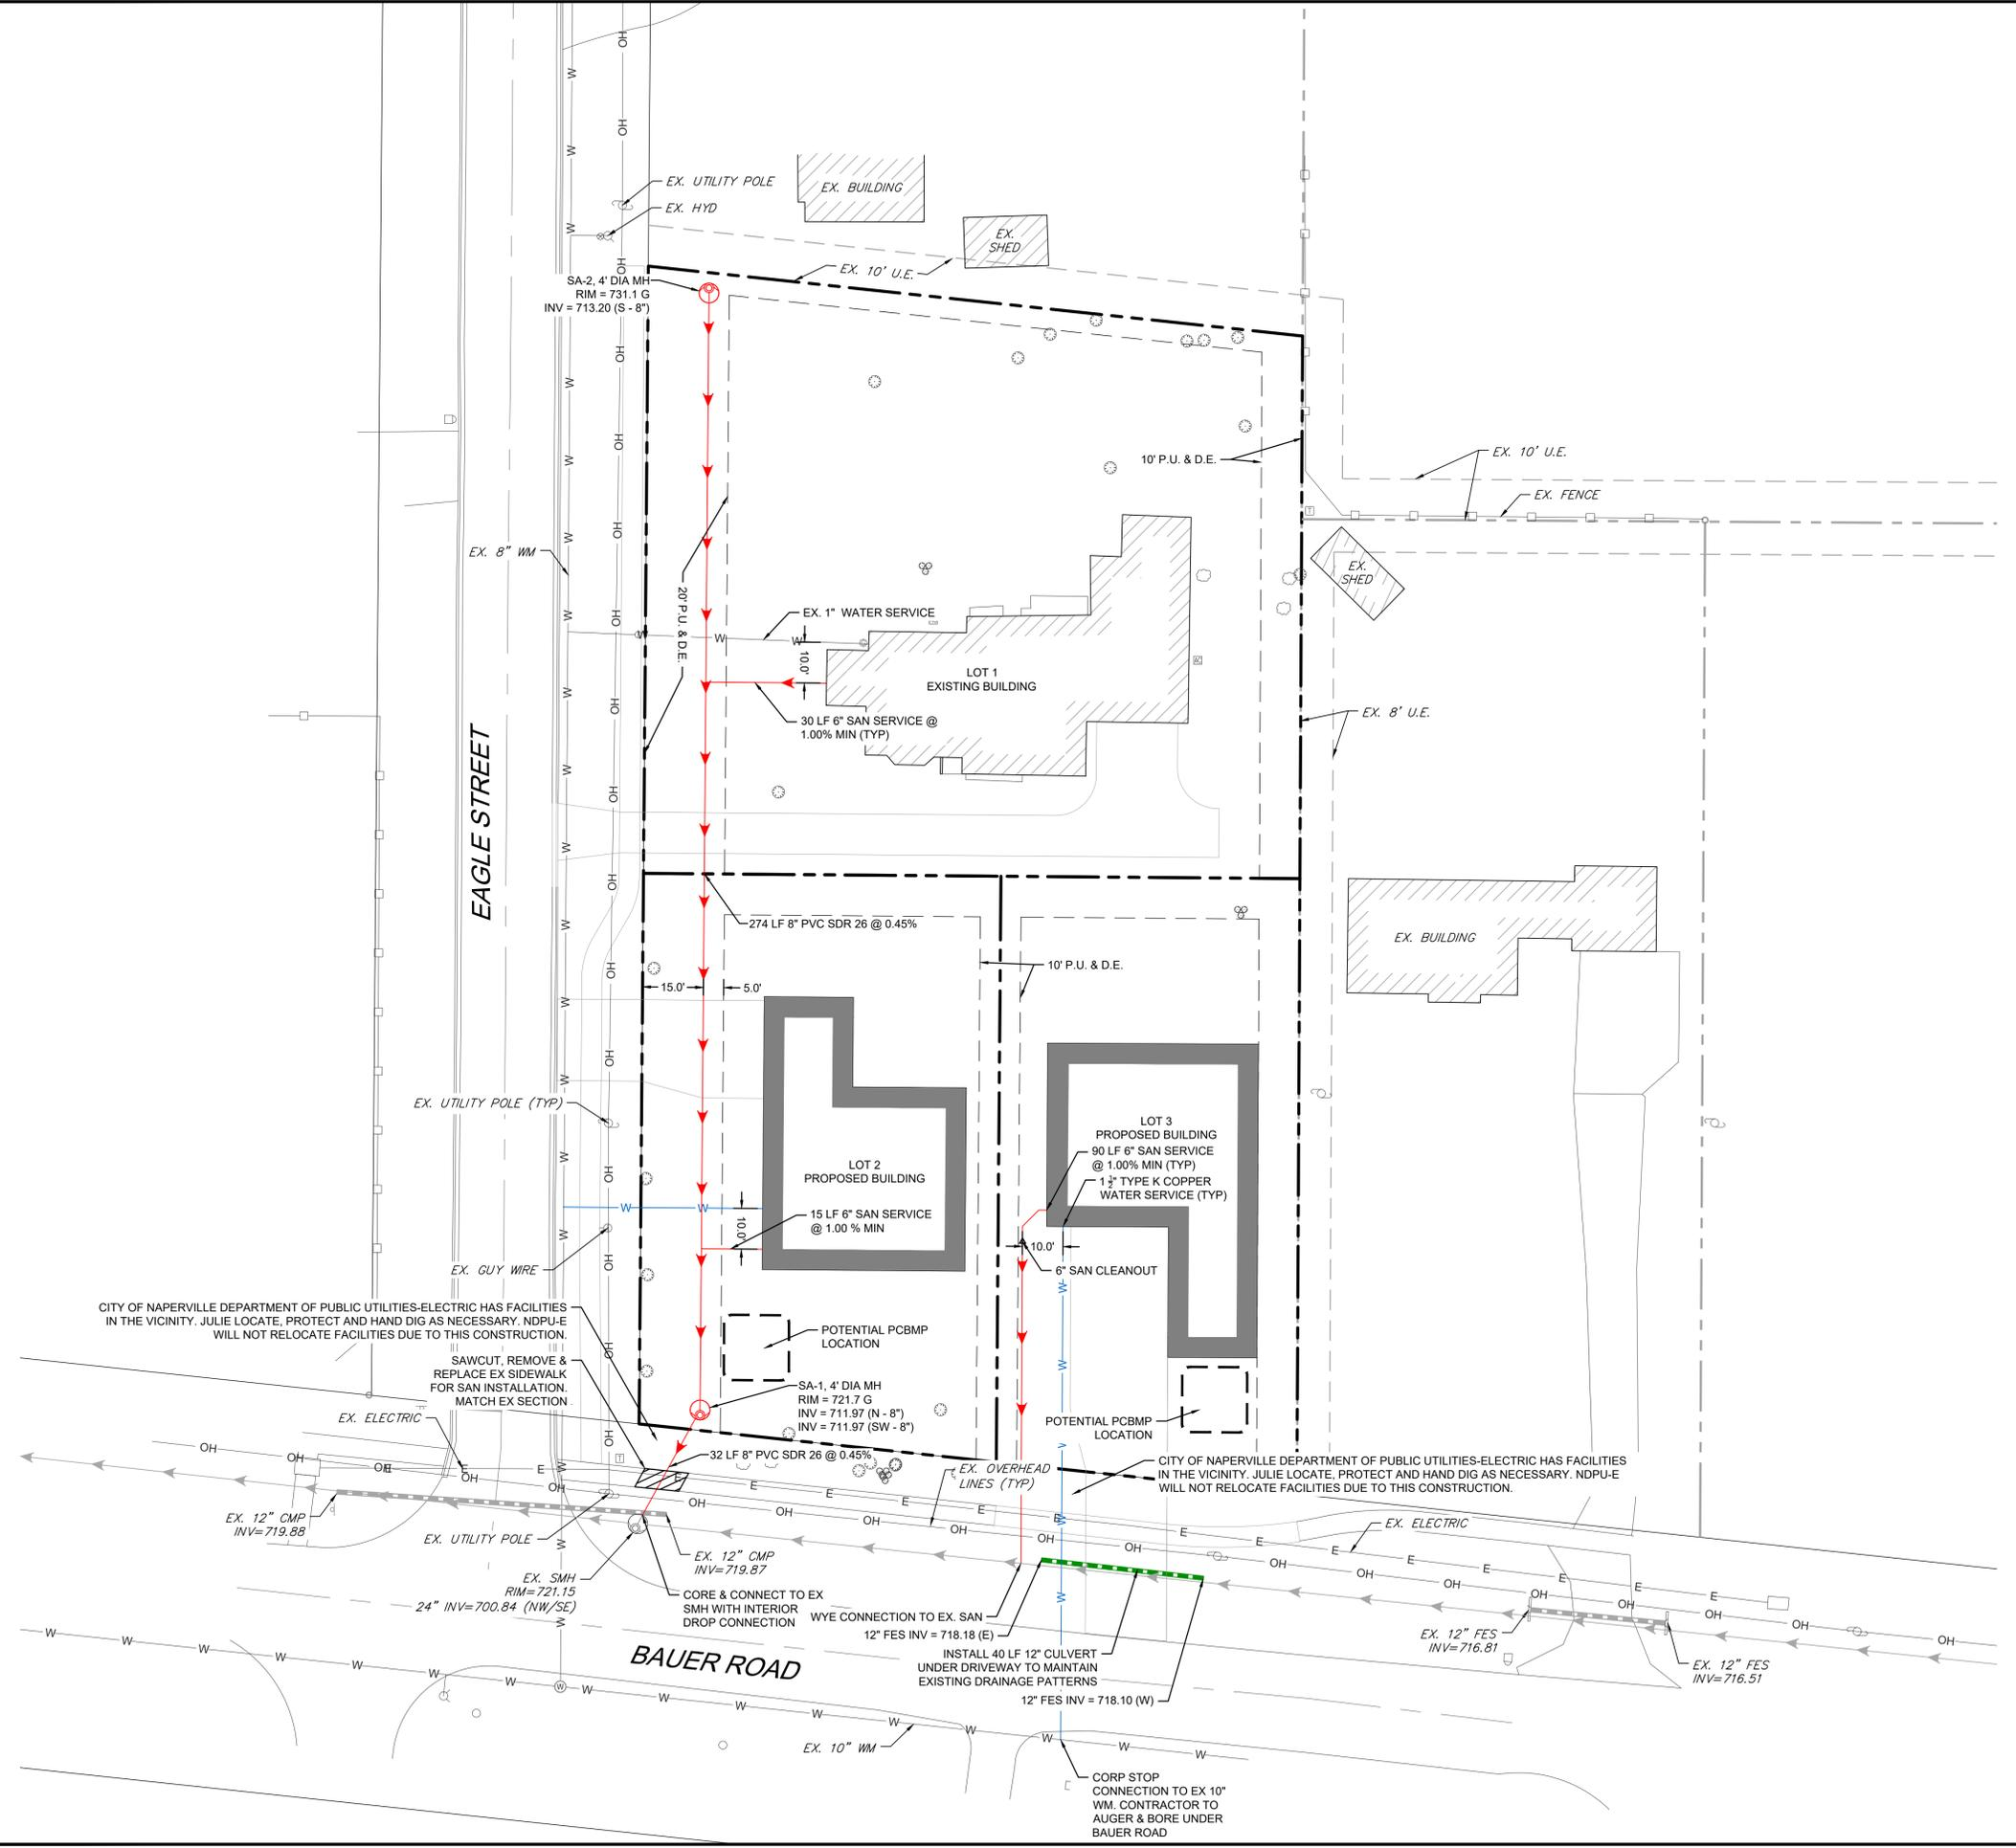 EX. UTILITY POLE
EX. BUILDING
EX. HYD
EX.
SHED
EX. 10' U.E.
SA-2, 4' DIA MH
RIM = 731.1 G
INV = 713.20 (S - 8")
10' P.U. & D.E.
EX. 10' U.E.
EX. FENCE
EX. 8" WM
EX.
SHED
20' P.U. & D.E.
EX. 1" WATER SERVICE
10.0'
LOT 1
EXISTING BUILDING
30 LF 6" SAN SERVICE @
1.00% MIN (TYP)
EX. 8' U.E.
EAGLE STREET
274 LF 8" PVC SDR 26 @ 0.45%
EX. BUILDING
10' P.U. & D.E.
15.0'
5.0'
EX. UTILITY POLE (TYP)
LOT 3
PROPOSED BUILDING
90 LF 6" SAN SERVICE
@ 1.00% MIN (TYP)
1 1/2" TYPE K COPPER
WATER SERVICE (TYP)
LOT 2
PROPOSED BUILDING
15 LF 6" SAN SERVICE
@ 1.00 % MIN
10.0'
10.0'
6" SAN CLEANOUT
EX. GUY WIRE
CITY OF NAPERVILLE DEPARTMENT OF PUBLIC UTILITIES-ELECTRIC HAS FACILITIES
IN THE VICINITY. JULIE LOCATE, PROTECT AND HAND DIG AS NECESSARY. NDPU-E
WILL NOT RELOCATE FACILITIES DUE TO THIS CONSTRUCTION.
POTENTIAL PCBMP
LOCATION
SAWCUT, REMOVE &
REPLACE EX SIDEWALK
FOR SAN INSTALLATION.
MATCH EX SECTION
SA-1, 4' DIA MH
RIM = 721.7 G
INV = 711.97 (N - 8")
INV = 711.97 (SW - 8")
EX. ELECTRIC
POTENTIAL PCBMP
LOCATION
32 LF 8" PVC SDR 26 @ 0.45%
EX. OVERHEAD
LINES (TYP)
CITY OF NAPERVILLE DEPARTMENT OF PUBLIC UTILITIES-ELECTRIC HAS FACILITIES
IN THE VICINITY. JULIE LOCATE, PROTECT AND HAND DIG AS NECESSARY. NDPU-E
WILL NOT RELOCATE FACILITIES DUE TO THIS CONSTRUCTION.
EX. 12" CMP
INV=719.88
EX. UTILITY POLE
EX. ELECTRIC
EX. 12" CMP
INV=719.87
EX. SMH
RIM=721.15
24" INV=700.84 (NW/SE)
CORE & CONNECT TO EX
SMH WITH INTERIOR
DROP CONNECTION
WYE CONNECTION TO EX. SAN
12" FES INV = 718.18 (E)
INSTALL 40 LF 12" CULVERT
UNDER DRIVEWAY TO MAINTAIN
EXISTING DRAINAGE PATTERNS
12" FES INV = 718.10 (W)
EX. 12" FES
INV=716.81
EX. 12" FES
INV=716.51
BAUER ROAD
EX. 10" WM
CORP STOP
CONNECTION TO EX 10"
WM. CONTRACTOR TO
AUGER & BORE UNDER
BAUER ROAD